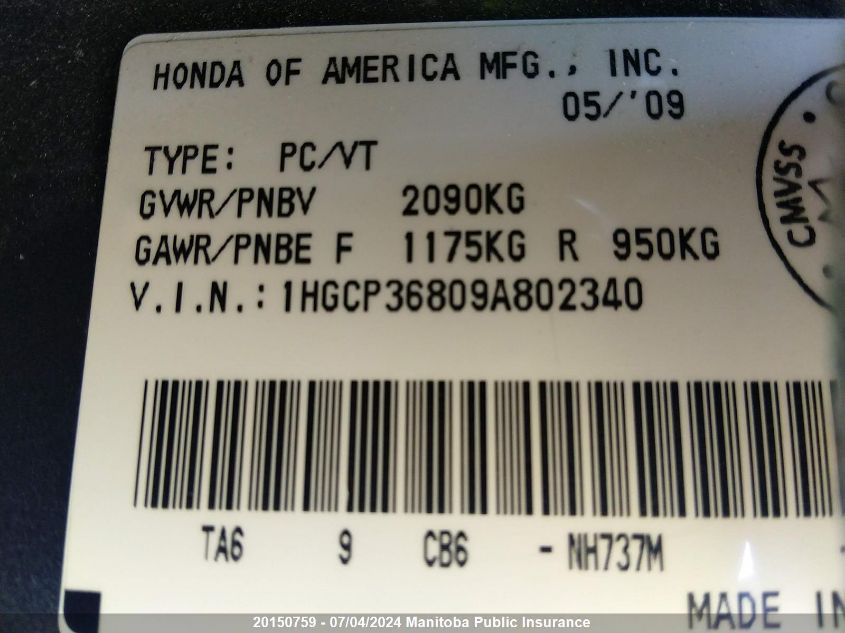 HONDA OF AMERICA MFG., INC.
05/'09
TYPE: PC/VT
GVWR/PNBV 2090KG
GAWR/PNBE F 1175KG R 950KG
V.I.N.: 1HGCP36809A802340
CMVSS
TA6 9 CB6 - NH737M
MADE IN
20150759 - 07/04/2024 Manitoba Public Insurance